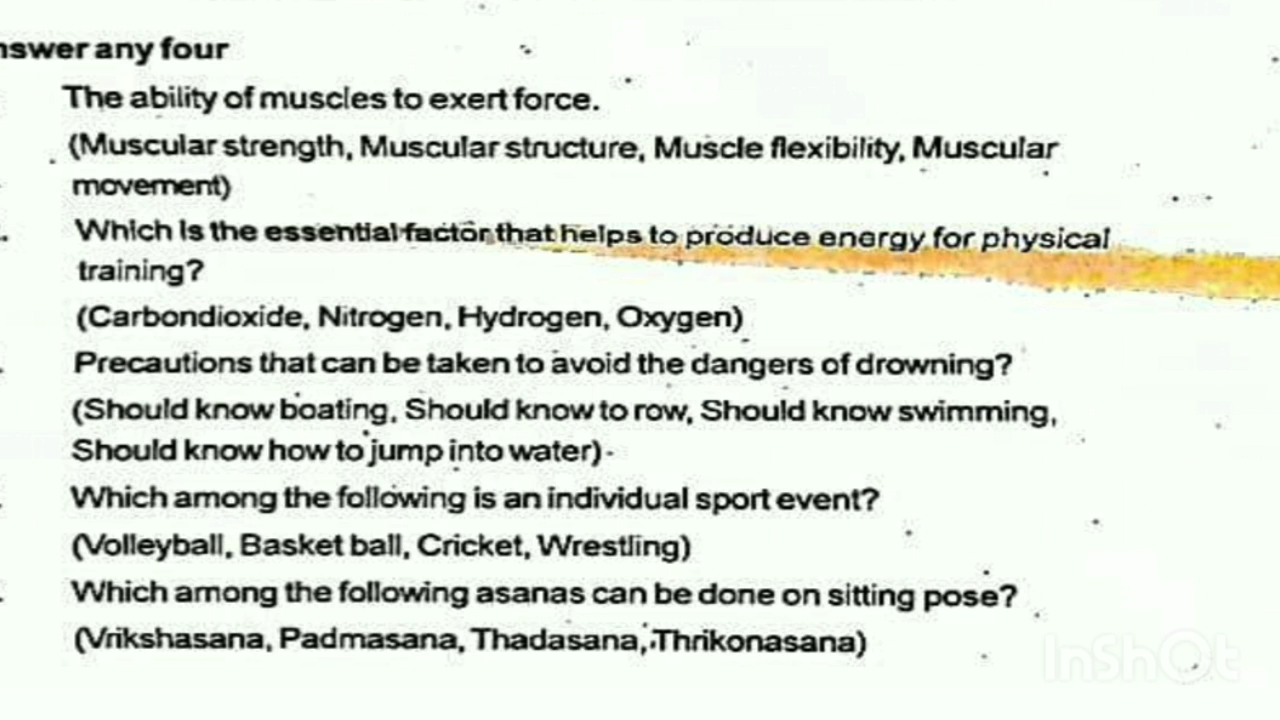 nswer any four
The ability of muscles to exert force.
(Muscular strength, Muscular structure, Muscle flexibility, Muscular
movement)
Which is the essential factor that helps to produce energy for physical
training?
(Carbondioxide, Nitrogen, Hydrogen, Oxygen)
Precautions that can be taken to avoid the dangers of drowning?
(Should know boating, Should know to row, Should know swimming,
Should know how to jump into water)
Which among the following is an individual sport event?
(Volleyball, Basket ball, Cricket, Wrestling)
Which among the following asanas can be done on sitting pose?
(Vrikshasana, Padmasana, Thadasana, Thrikonasana)
InShOt